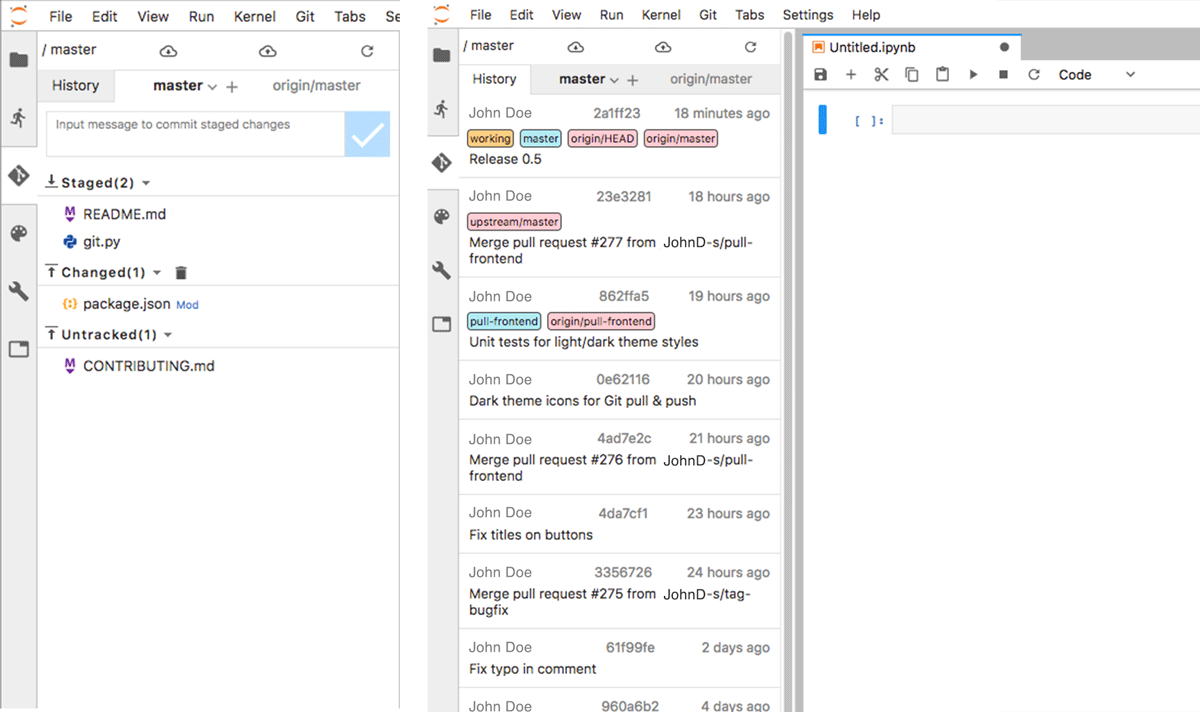 File Edit View Run Kernel Git Tabs Se
/ master
History master + origin/master
Input message to commit staged changes
Staged(2)
README.md
git.py
Changed(1)
package.json Mod
Untracked(1)
CONTRIBUTING.md
File Edit View Run Kernel Git Tabs Settings Help
/ master
History master + origin/master
John Doe 2a1ff23 18 minutes ago
working master origin/HEAD origin/master
Release 0.5
John Doe 23e3281 18 hours ago
upstream/master
Merge pull request #277 from JohnD-s/pull-
frontend
John Doe 862ffa5 19 hours ago
pull-frontend origin/pull-frontend
Unit tests for light/dark theme styles
John Doe 0e62116 20 hours ago
Dark theme icons for Git pull & push
John Doe 4ad7e2c 21 hours ago
Merge pull request #276 from JohnD-s/pull-
frontend
John Doe 4da7cf1 23 hours ago
Fix titles on buttons
John Doe 3356726 24 hours ago
Merge pull request #275 from JohnD-s/tag-
bugfix
John Doe 61f99fe 2 days ago
Fix typo in comment
John Doe 960a6b2 4 days ago
Untitled.ipynb
Code
[ ]: